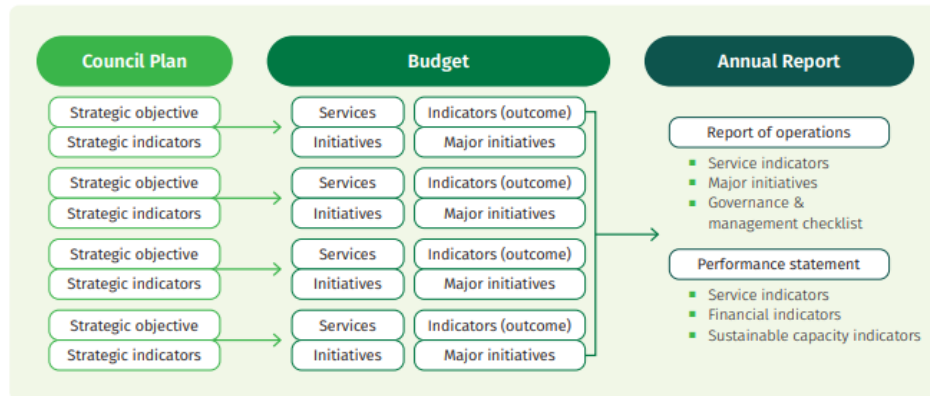 Council Plan
Budget
Annual Report
Strategic objective
Strategic indicators
Services
Initiatives
Indicators (outcome)
Major initiatives
Strategic objective
Strategic indicators
Services
Initiatives
Indicators (outcome)
Major initiatives
Strategic objective
Strategic indicators
Services
Initiatives
Indicators (outcome)
Major initiatives
Strategic objective
Strategic indicators
Services
Initiatives
Indicators (outcome)
Major initiatives
Report of operations
Service indicators
Major initiatives
Governance &
management checklist
Performance statement
Service indicators
Financial indicators
Sustainable capacity indicators